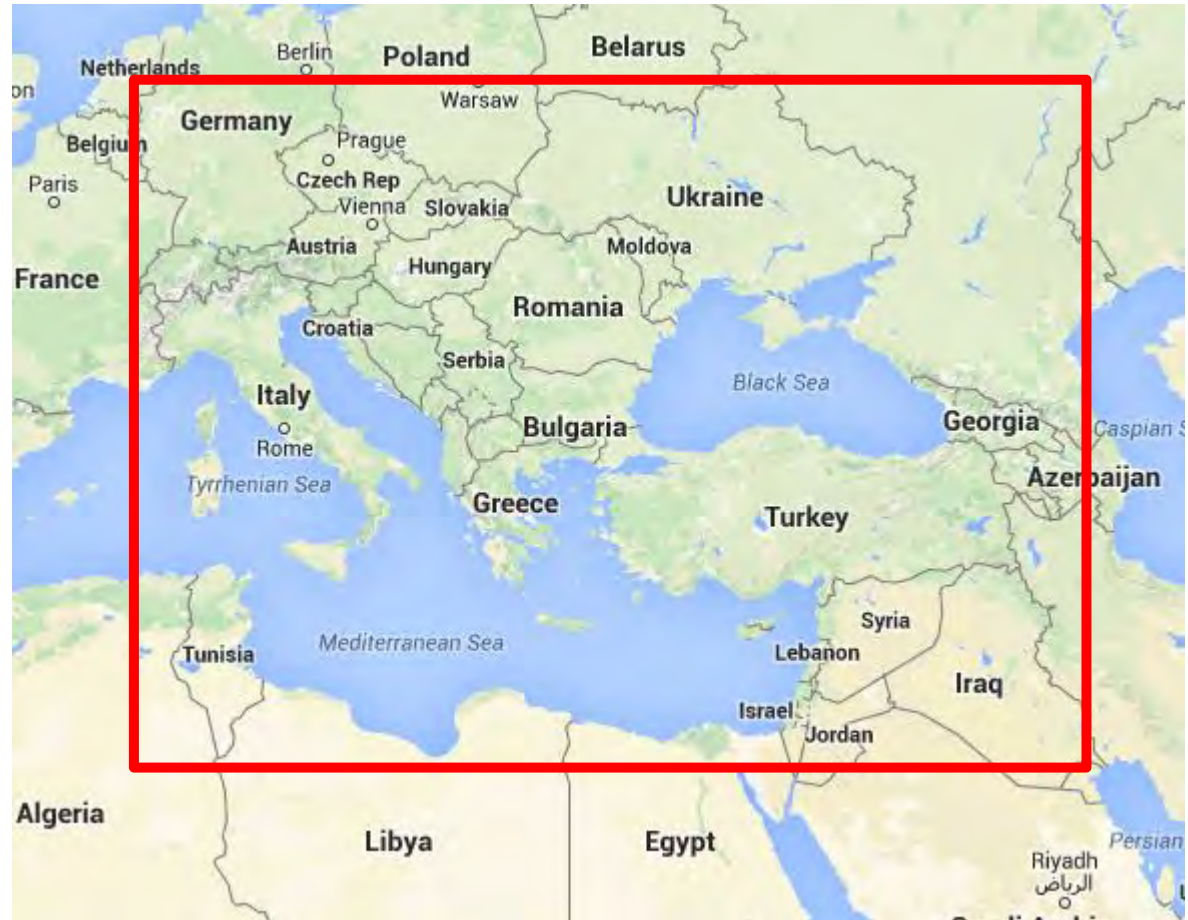 Belarus
Berlin
Poland
Netherlands
on
Warsaw
Germany
Prague
Belgium
Paris
Czech Rep
Ukraine
Vienna
Slovakia
Austria
Moldova
Hungary
France
Romania
Croatia
Serbia
Black Sea
Italy
Georgia
Bulgaria
Caspian S
Rome
Azerbaijan
Tyrrhenian Sea
Greece
Turkey
Syria
Mediterranean Sea
Lebanon
Tunisia
Iraq
Israel
Jordan
Algeria
Libya
Egypt
Persian
Riyadh
الرياض